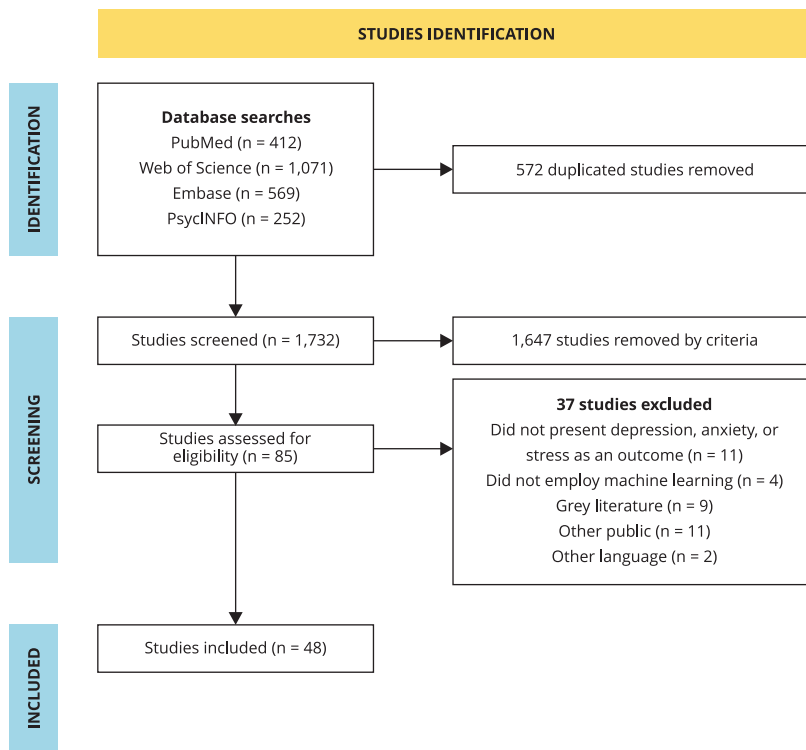 STUDIES IDENTIFICATION
IDENTIFICATION
Database searches
PubMed (n = 412)
Web of Science (n = 1,071)
Embase (n = 569)
PsycINFO (n = 252)
572 duplicated studies removed
SCREENING
Studies screened (n = 1,732)
1,647 studies removed by criteria
Studies assessed for
eligibility (n = 85)
37 studies excluded
Did not present depression, anxiety, or
stress as an outcome (n = 11)
Did not employ machine learning (n = 4)
Grey literature (n = 9)
Other public (n = 11)
Other language (n = 2)
INCLUDED
Studies included (n = 48)